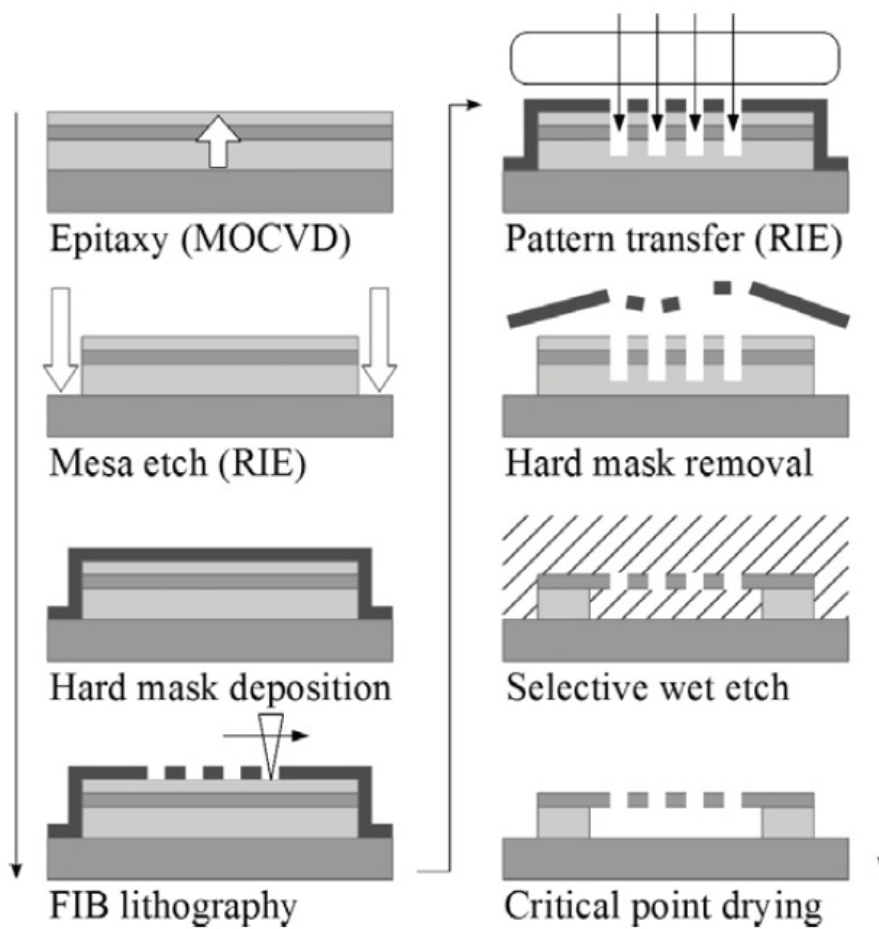 Epitaxy (MOCVD)
Mesa etch (RIE)
Hard mask deposition
FIB lithography
Pattern transfer (RIE)
Hard mask removal
Selective wet etch
Critical point drying